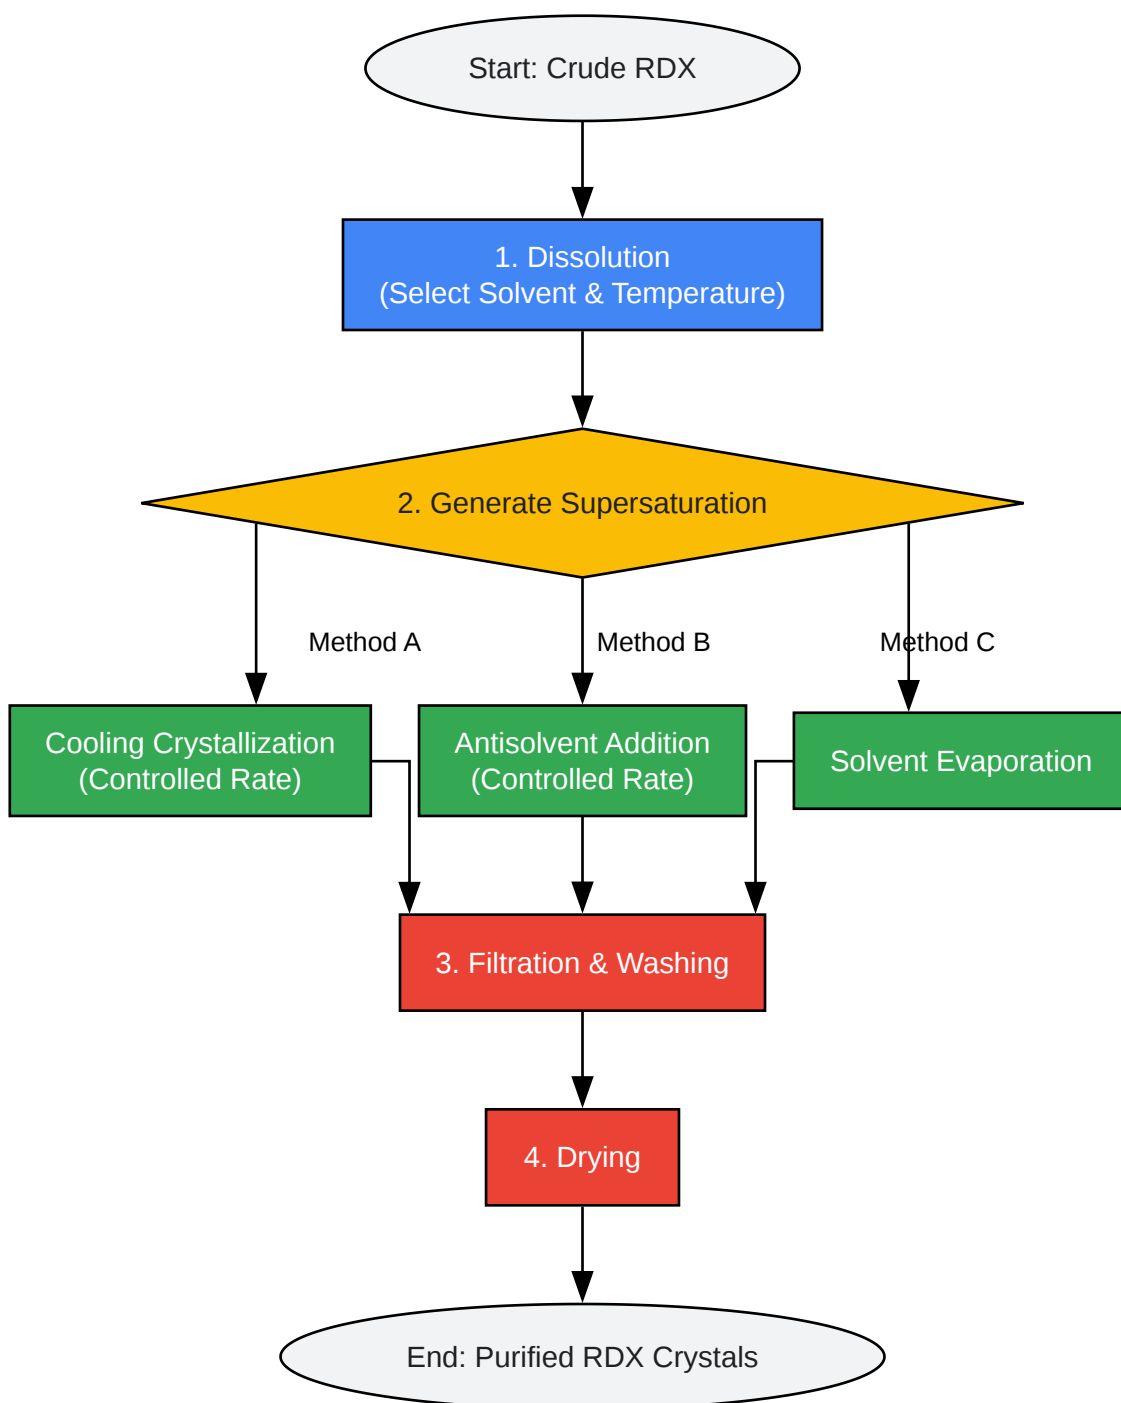 Start: Crude RDX
1. Dissolution
(Select Solvent & Temperature)
2. Generate Supersaturation
Method A
Method B
Method C
Cooling Crystallization
(Controlled Rate)
Antisolvent Addition
(Controlled Rate)
Solvent Evaporation
3. Filtration & Washing
4. Drying
End: Purified RDX Crystals